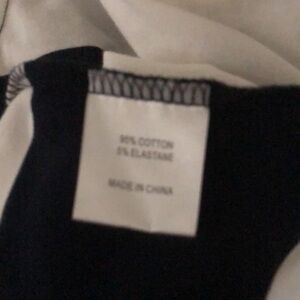 95% COTTON
5% ELASTANE
MADE IN CHINA